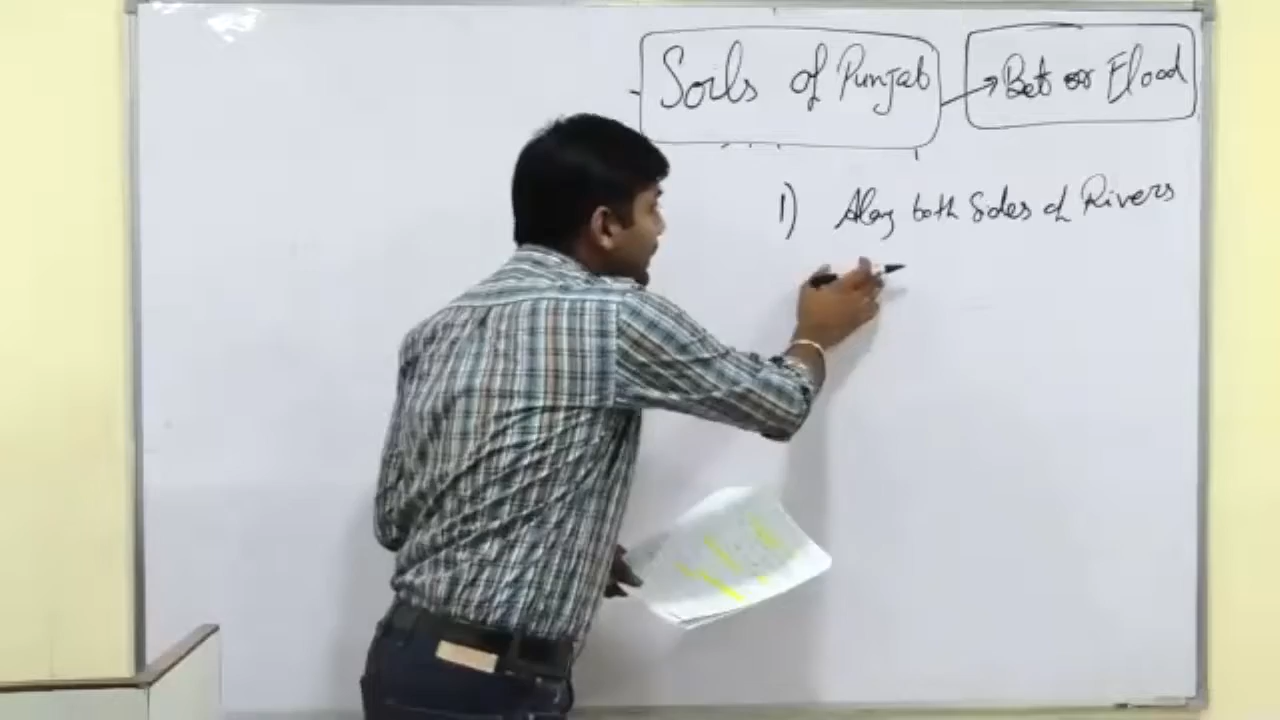 Soils of Punjab → Bet or Flood
1) Along both Sides of Rivers